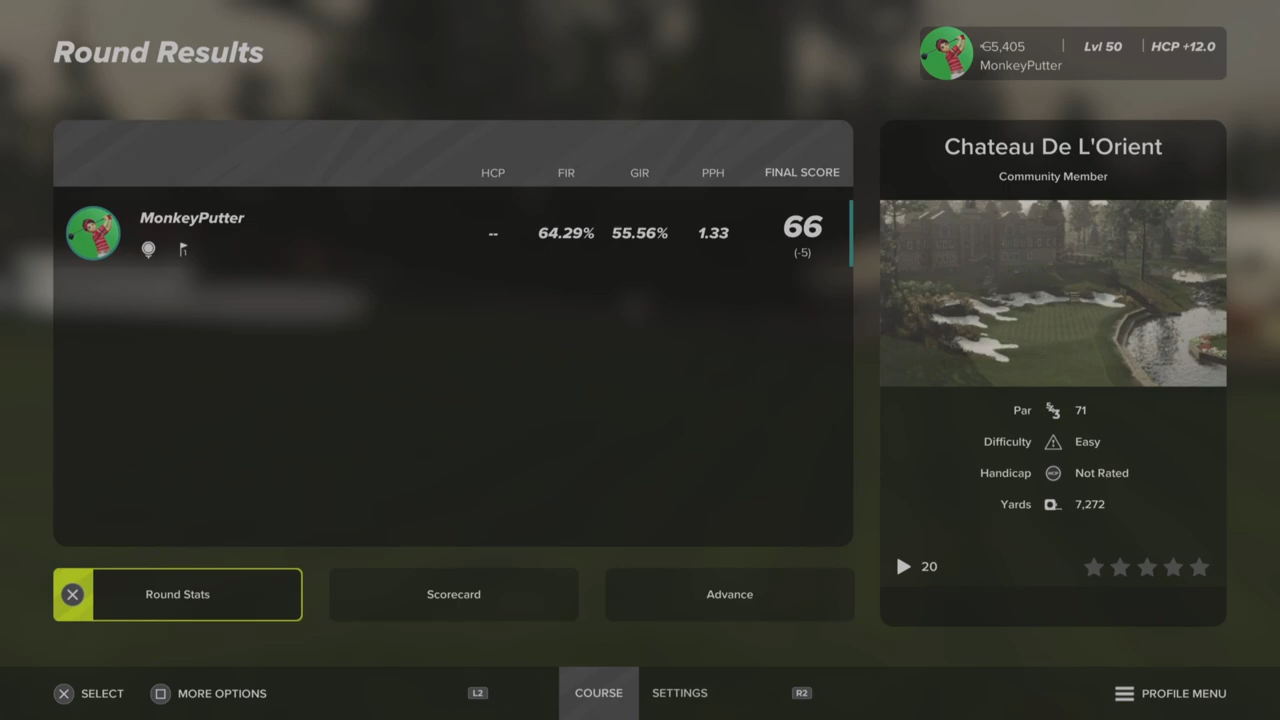 Round Results
G5,405 | Lvl 50 | HCP +12.0
MonkeyPutter
Chateau De L'Orient
Community Member
HCP FIR GIR PPH FINAL SCORE
MonkeyPutter
-- 64.29% 55.56% 1.33 66
(-5)
Par 71
Difficulty Easy
Handicap HCP Not Rated
Yards 7,272
20
Round Stats
Scorecard
Advance
SELECT
MORE OPTIONS
L2
COURSE
SETTINGS
R2
PROFILE MENU